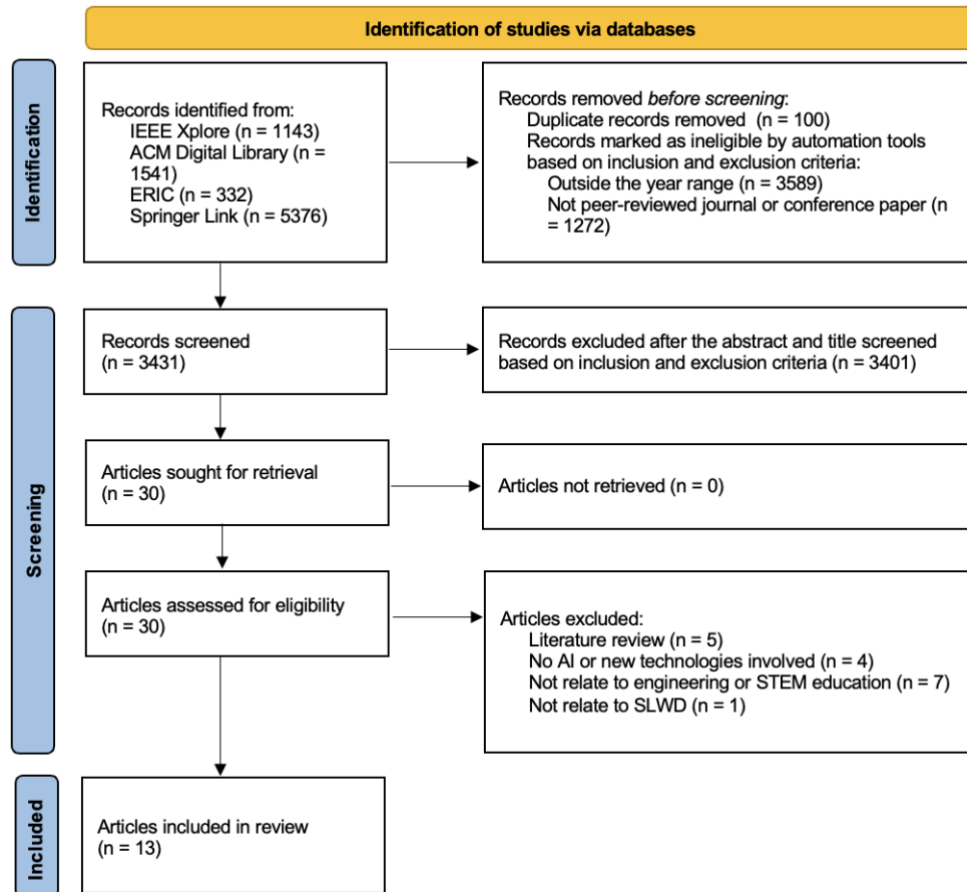 Identification of studies via databases
Identification
Records identified from:
IEEE Xplore (n = 1143)
ACM Digital Library (n =
1541)
ERIC (n = 332)
Springer Link (n = 5376)
Records removed before screening:
Duplicate records removed (n = 100)
Records marked as ineligible by automation tools
based on inclusion and exclusion criteria:
Outside the year range (n = 3589)
Not peer-reviewed journal or conference paper (n
= 1272)
Screening
Records screened
(n = 3431)
Records excluded after the abstract and title screened
based on inclusion and exclusion criteria (n = 3401)
Articles sought for retrieval
(n = 30)
Articles not retrieved (n = 0)
Articles assessed for eligibility
(n = 30)
Articles excluded:
Literature review (n = 5)
No AI or new technologies involved (n = 4)
Not relate to engineering or STEM education (n = 7)
Not relate to SLWD (n = 1)
Included
Articles included in review
(n = 13)